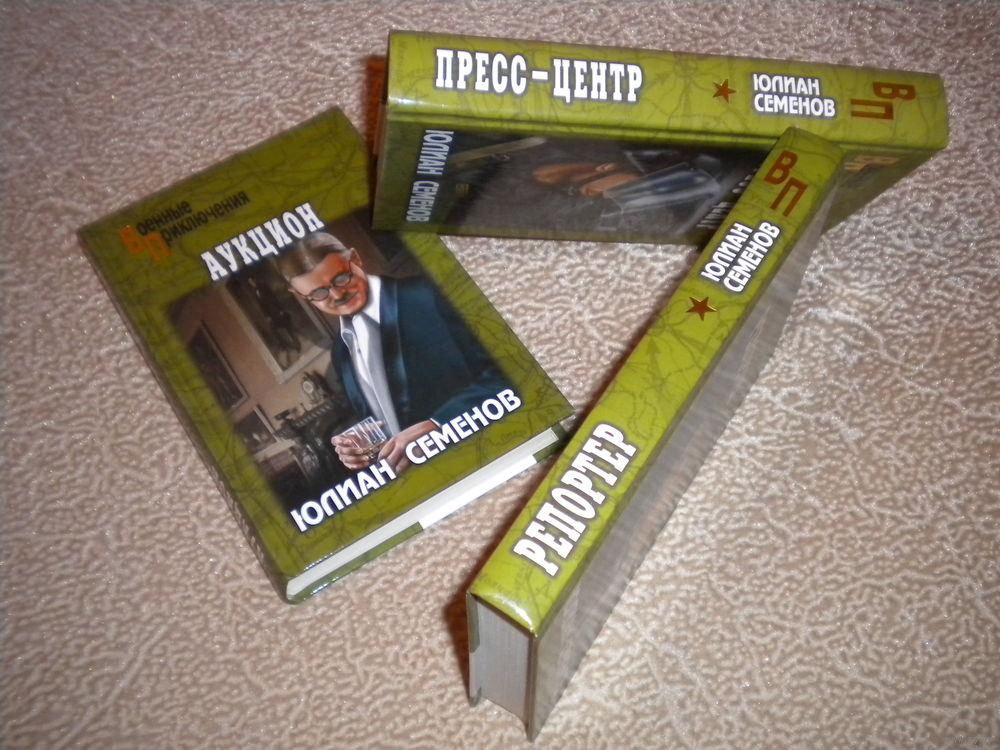 Военные
Приключения
АУКЦИОН
ЮЛИАН СЕМЕНОВ
ПРЕСС-ЦЕНТР
ЮЛИАН
СЕМЕНОВ
ВП
ЮЛИАН СЕМЕНОВ
РЕПОРТЕР
ЮЛИАН
СЕМЕНОВ
ВП